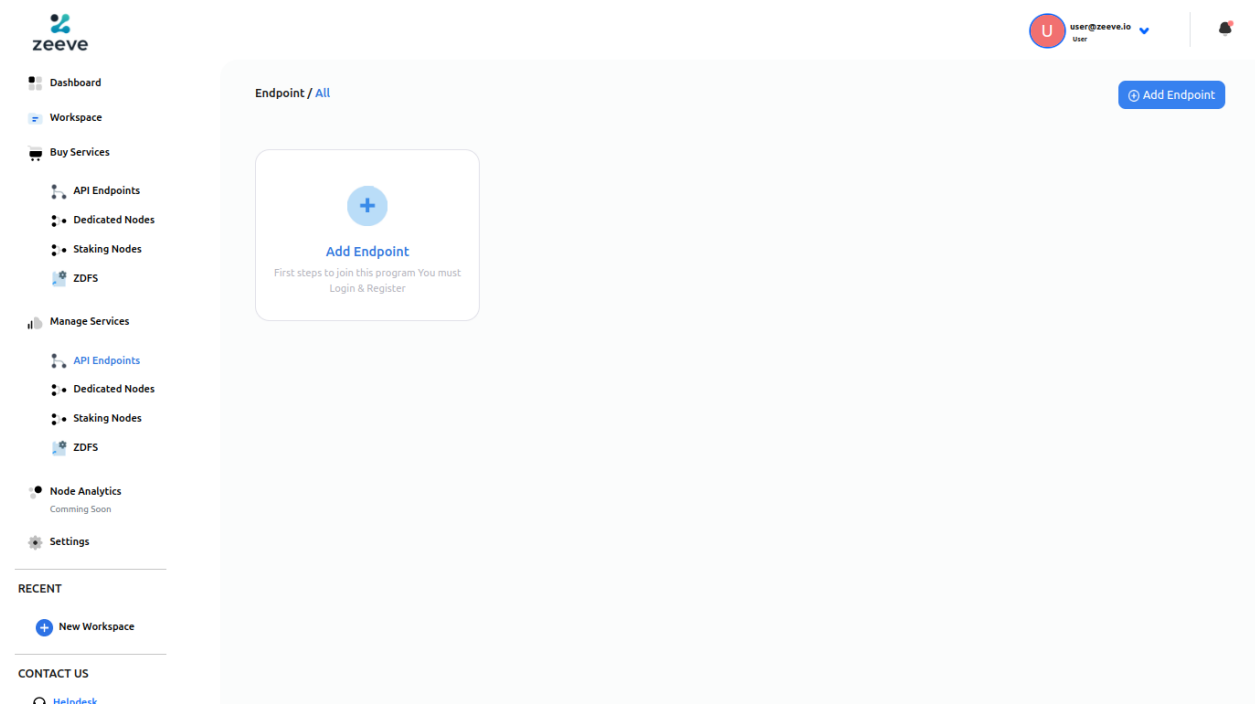 zeeve
U
user@zeeve.io
User
Dashboard
Workspace
Buy Services
API Endpoints
Dedicated Nodes
Staking Nodes
ZDFS
Manage Services
API Endpoints
Dedicated Nodes
Staking Nodes
ZDFS
Node Analytics
Comming Soon
Settings
RECENT
New Workspace
CONTACT US
Helpdesk
Endpoint / All
Add Endpoint
Add Endpoint
First steps to join this program You must
Login & Register